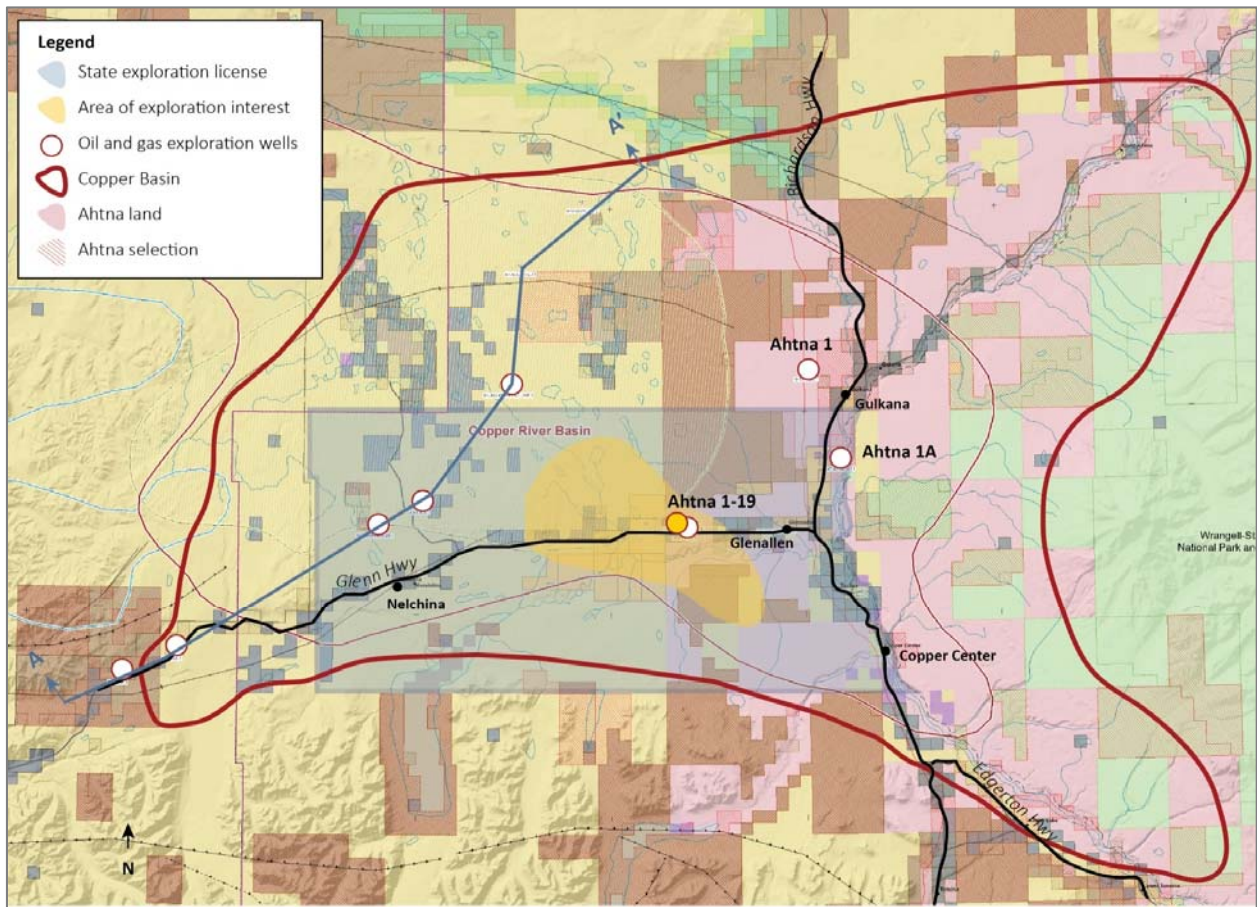 Legend
State exploration license
Area of exploration interest
Oil and gas exploration wells
Copper Basin
Ahtna land
Ahtna selection
A'
Richardson Hwy
Ahtna 1
Gulkana
Copper River Basin
Ahtna 1A
Ahtna 1-19
Glenallen
Wrangell-St
National Park an
Glenn Hwy
Nelchina
A
Copper Center
Edgerton Hwy
N